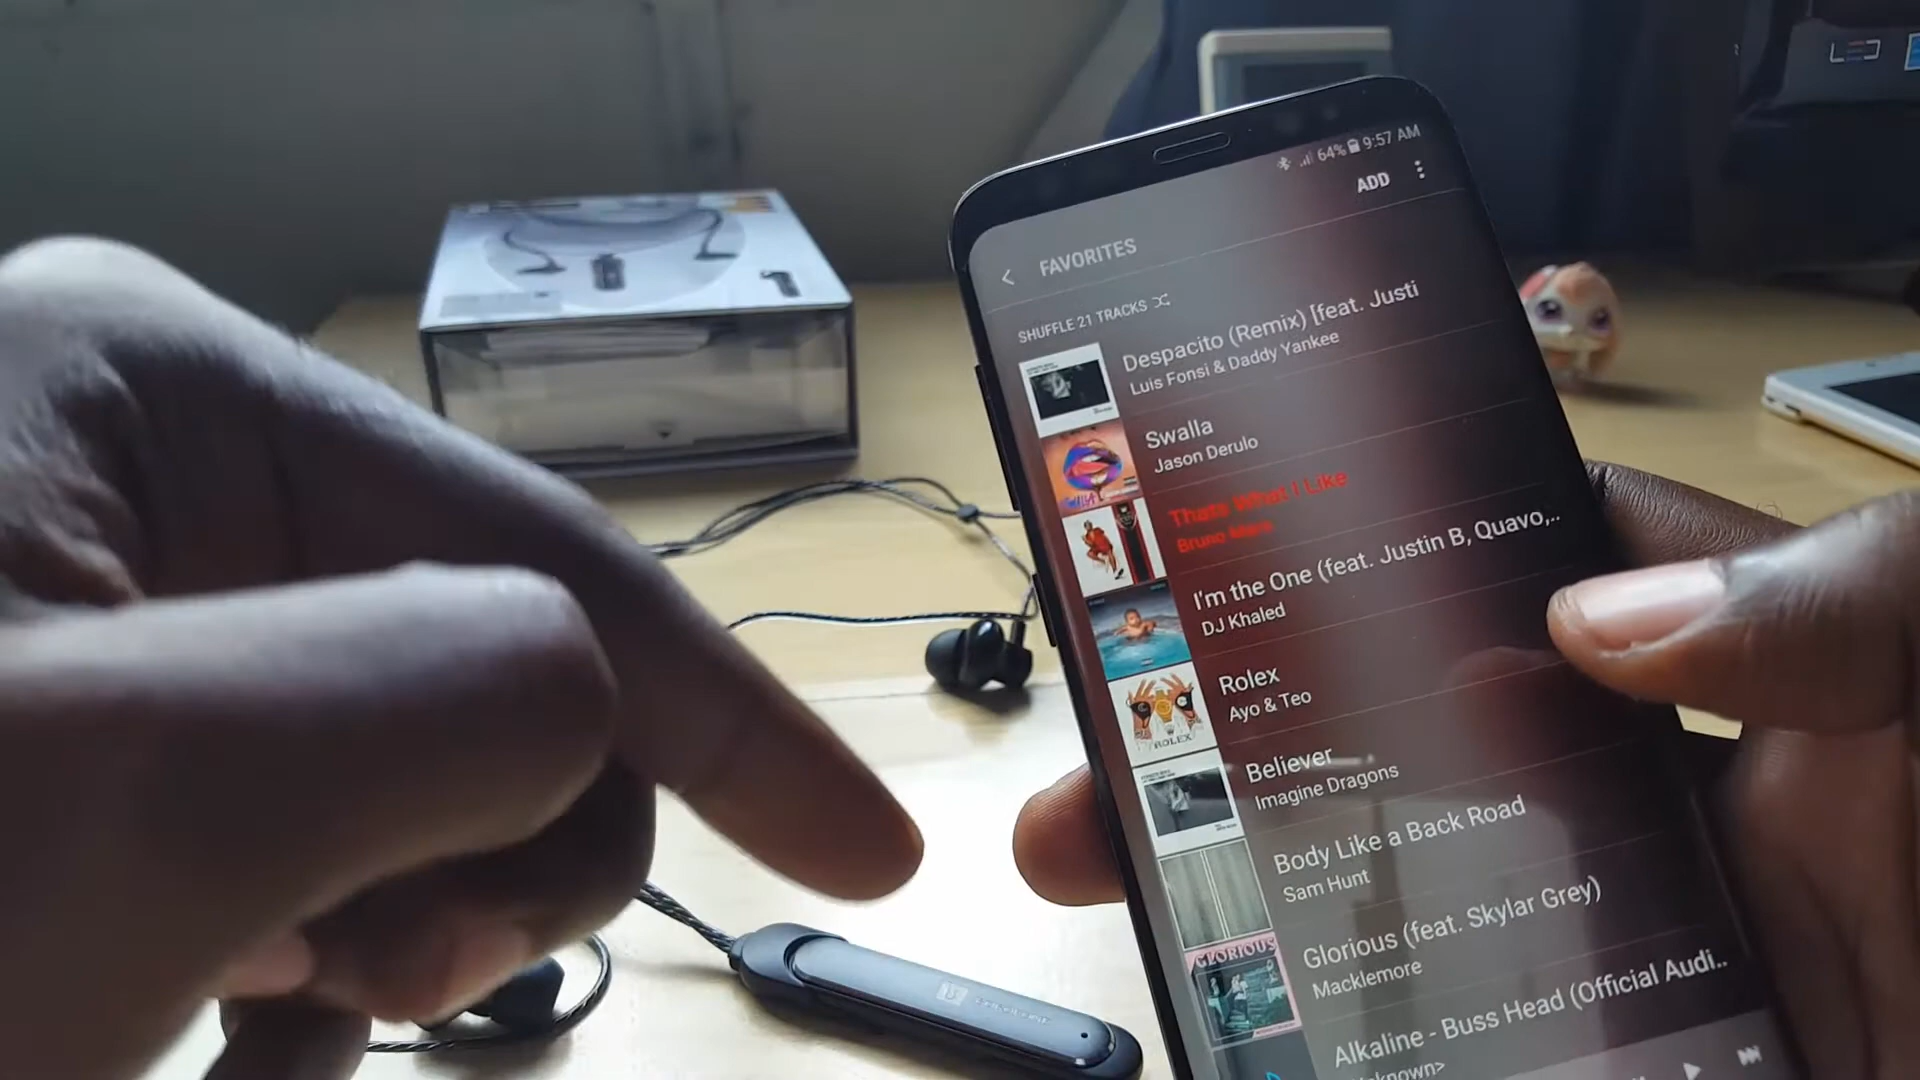 64% 9:57 AM
ADD
FAVORITES
SHUFFLE 21 TRACKS
Despacito (Remix) [feat. Justi
Luis Fonsi & Daddy Yankee
Swalla
Jason Derulo
Thats What I Like
Bruno Mars
I'm the One (feat. Justin B, Quavo,..
DJ Khaled
Rolex
Ayo & Teo
ROLEX
Believer
Imagine Dragons
Body Like a Back Road
Sam Hunt
Glorious (feat. Skylar Grey)
Macklemore
GLORIOUS
Alkaline - Buss Head (Official Audi..